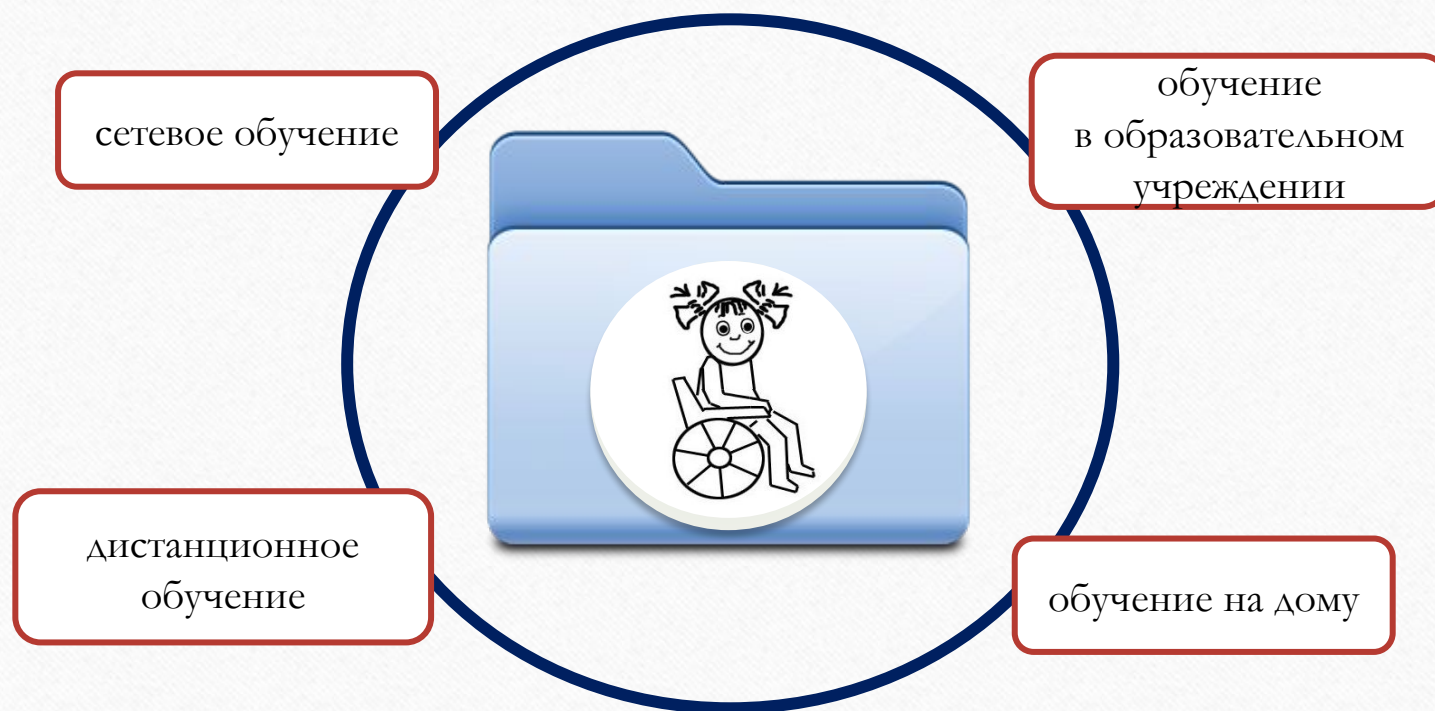 сетевое обучение
обучение
в образовательном
учреждении
дистанционное
обучение
обучение на дому